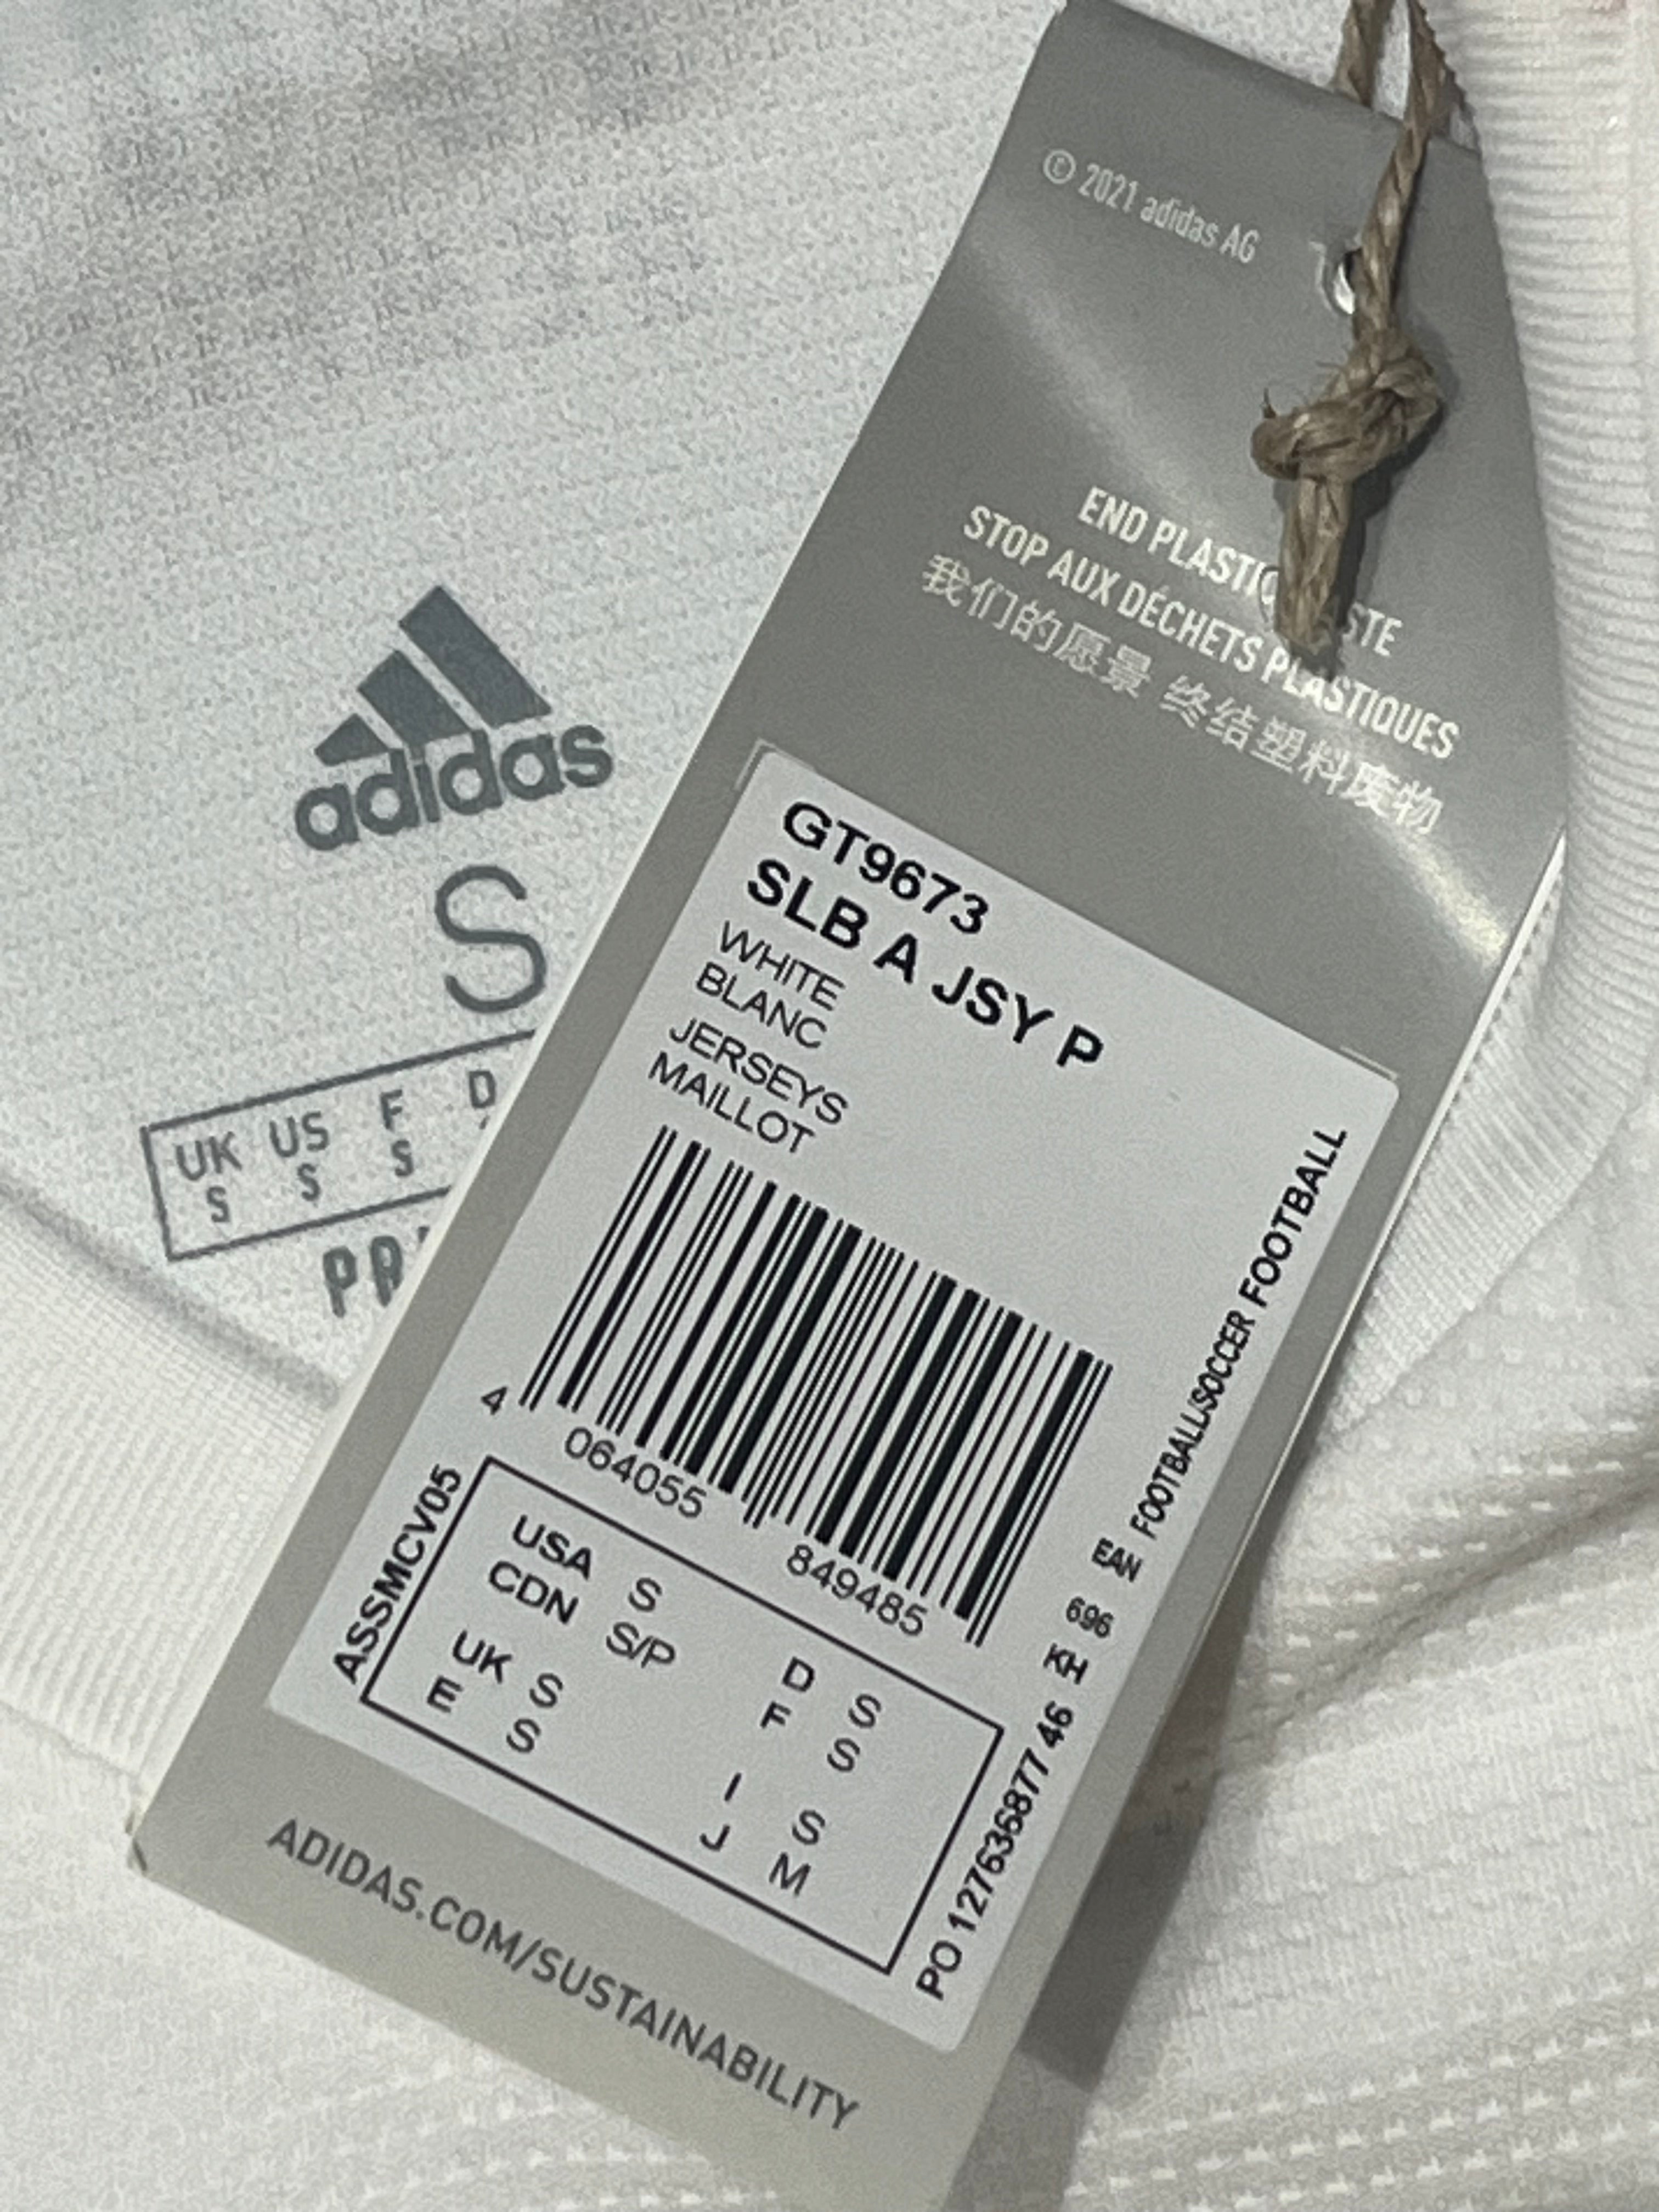 © 2021 adidas AG
END PLASTIC
STOP AUX DÉCHETS PLASTIQUES
我们的愿景 终结塑料废物
adidas
S
UK US F D
S S S
GT9673
SLB A JSY P
WHITE
BLANC
JERSEYS
MAILLOT
4 064055 849485
FOOTBALL/SOCCER FOOTBALL
EAN
696
KH
46
PO 1276368877
ASSMCV05
USA S
CDN S/P
UK S
E S
D S
F S
I S
J M
ADIDAS.COM/SUSTAINABILITY